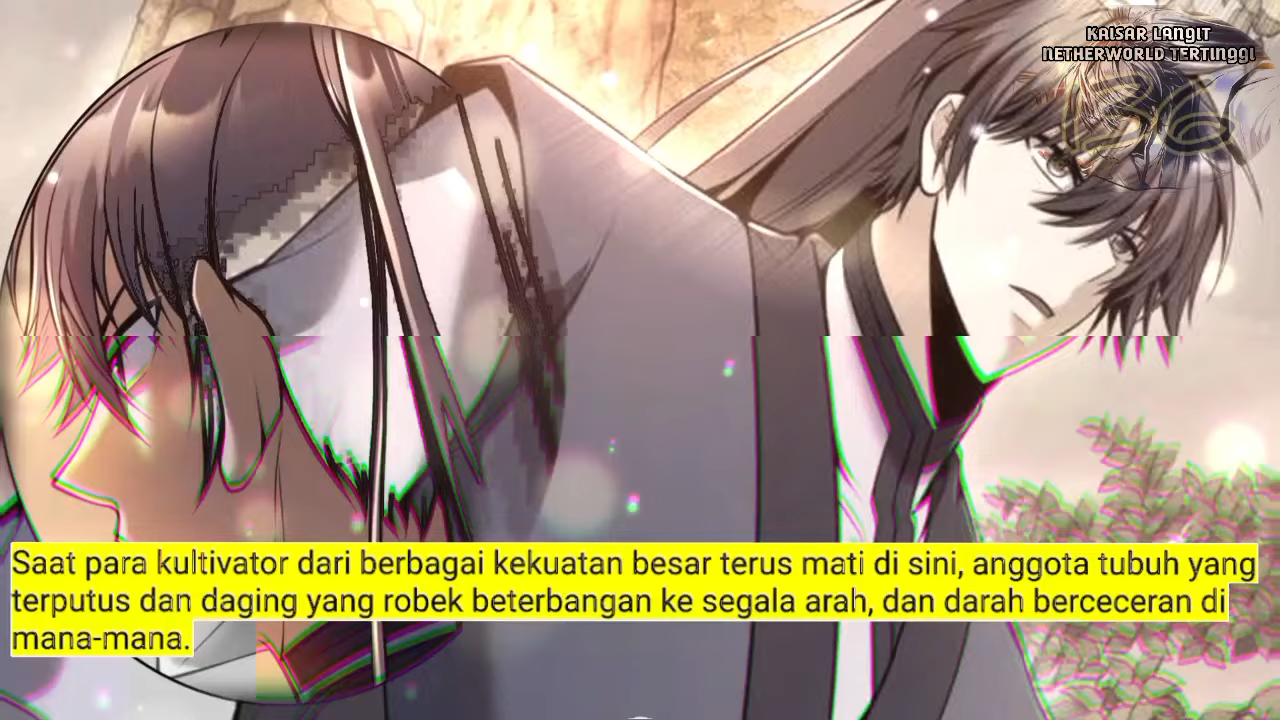 KAISAR LANGIT
NETHERWORLD TERTINGGI
36
Saat para kultivator dari berbagai kekuatan besar terus mati di sini, anggota tubuh yang
terputus dan daging yang robek beterbangan ke segala arah, dan darah berceceran di
mana-mana.